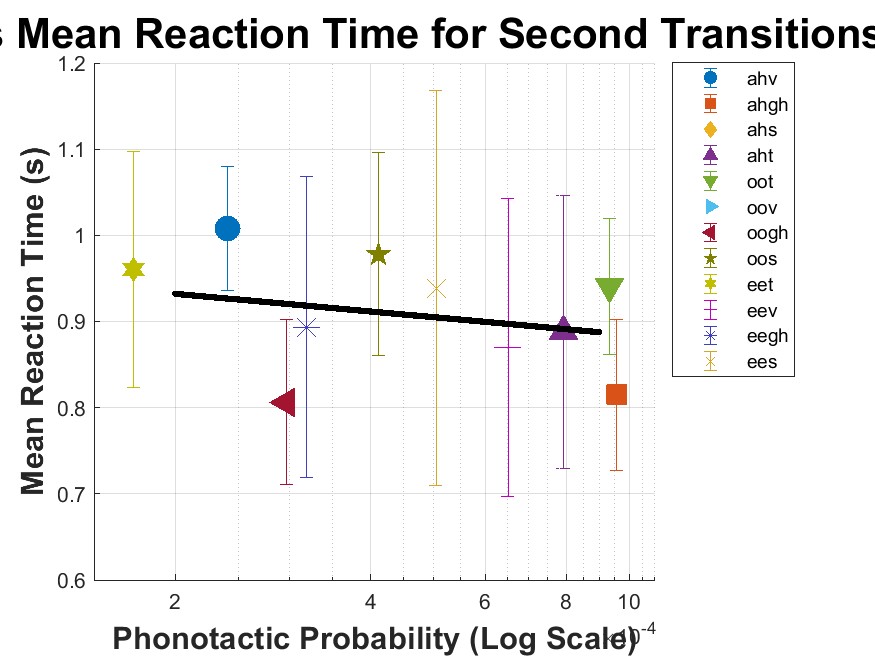 s Mean Reaction Time for Second Transitions
1.2
1.1
1
0.9
0.8
0.7
0.6
Mean Reaction Time (s)
2
4
6
8
10
Phonotactic Probability (Log Scale)
×10-4
ahv
ahgh
ahs
aht
oot
oov
oogh
oos
eet
eev
eegh
ees